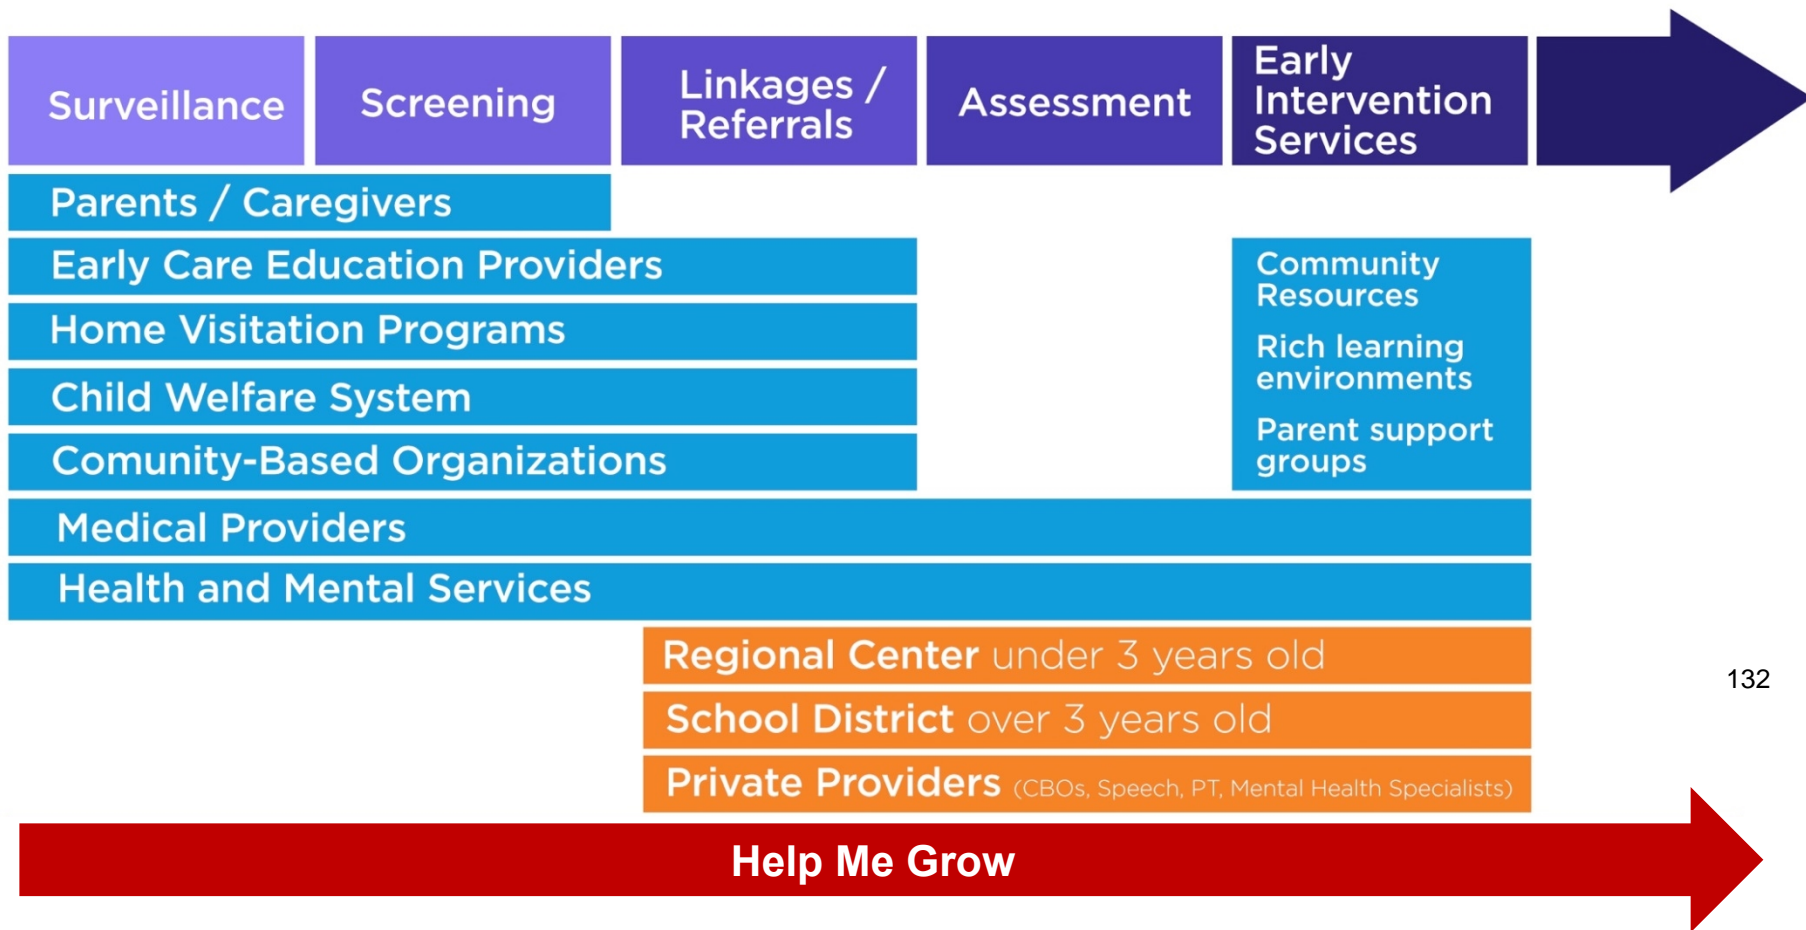 Surveillance
Screening
Linkages /
Referrals
Assessment
Early
Intervention
Services
Parents / Caregivers
Early Care Education Providers
Home Visitation Programs
Child Welfare System
Comunity-Based Organizations
Community
Resources
Rich learning
environments
Parent support
groups
Medical Providers
Health and Mental Services
Regional Center under 3 years old
School District over 3 years old
Private Providers (CBOs, Speech, PT, Mental Health Specialists)
132
Help Me Grow